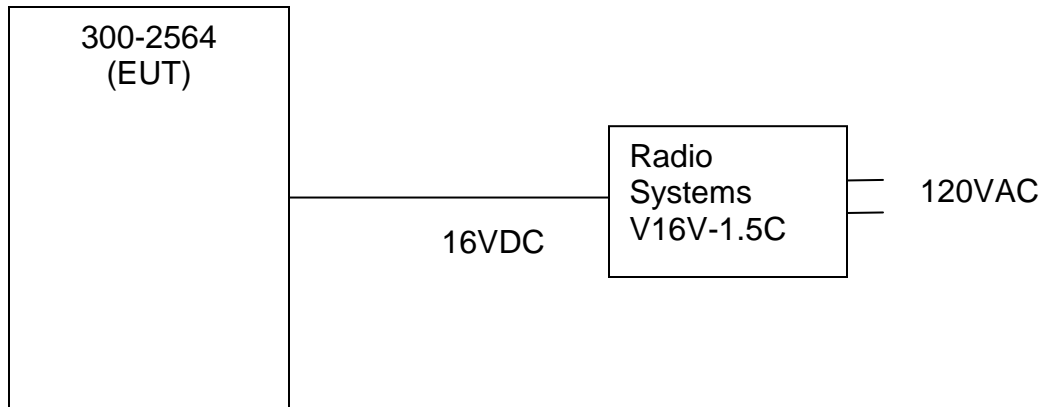 300-2564
(EUT)
Radio
Systems
V16V-1.5C
120VAC
16VDC